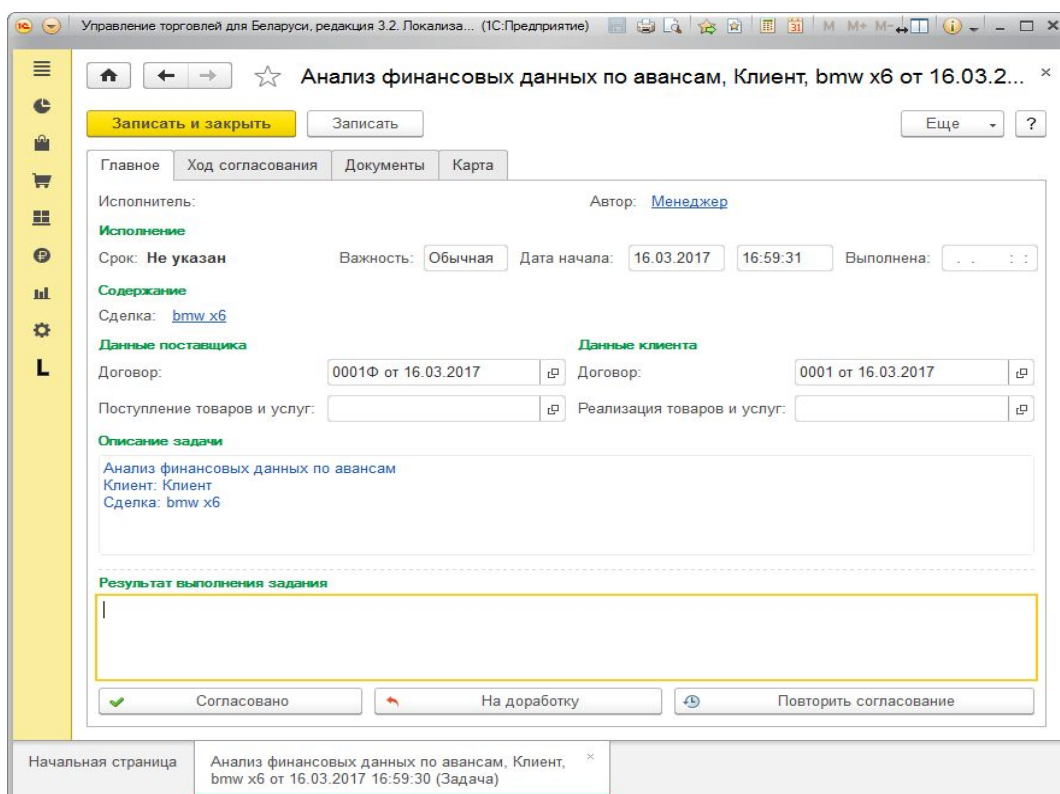 1С Управление торговлей для Беларуси, редакция 3.2. Локализа... (1С:Предприятие) 31 M M+ M-
Анализ финансовых данных по авансам, Клиент, bmw x6 от 16.03.2...
Записать и закрыть Записать Еще ?
Главное Ход согласования Документы Карта
Исполнитель: Автор: Менеджер
Исполнение
Срок: Не указан Важность: Обычная Дата начала: 16.03.2017 16:59:31 Выполнена: . . : :
Содержание
Сделка: bmw x6
L
Данные поставщика Данные клиента
Договор: 0001Ф от 16.03.2017 Договор: 0001 от 16.03.2017
Поступление товаров и услуг: Реализация товаров и услуг:
Описание задачи
Анализ финансовых данных по авансам
Клиент: Клиент
Сделка: bmw x6
Результат выполнения задания
Согласовано На доработку Повторить согласование
Начальная страница Анализ финансовых данных по авансам, Клиент,
bmw x6 от 16.03.2017 16:59:30 (Задача)